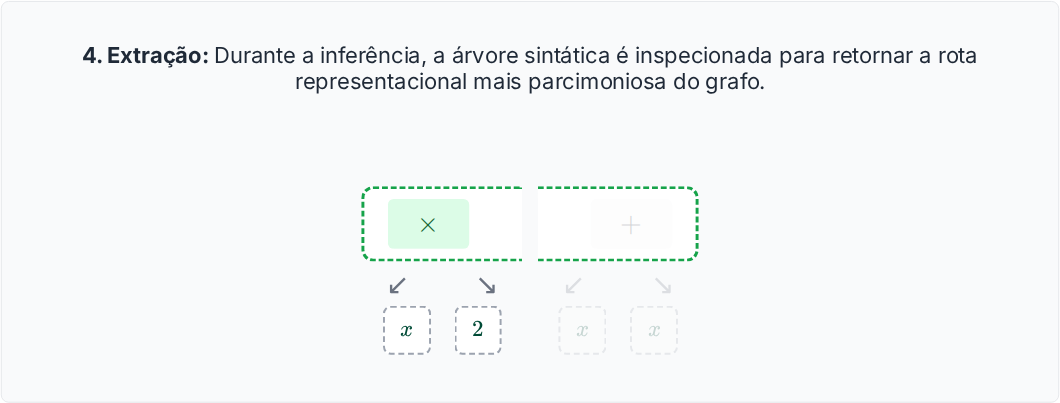 4. Extração: Durante a inferência, a árvore sintática é inspecionada para retornar a rota
representacional mais parcimoniosa do grafo.
× +
↙ ↘ ↙ ↘
x 2 x x